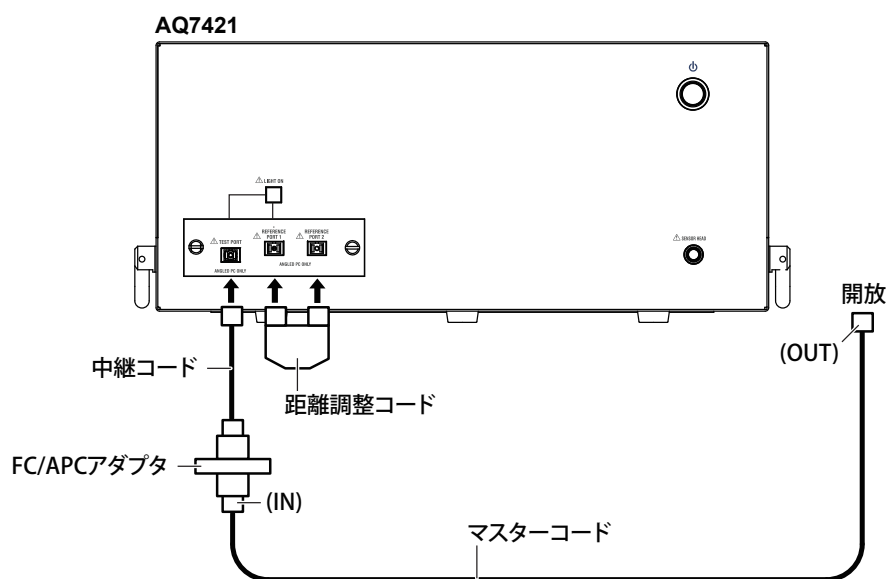 AQ7421
⚠ LIGHT ON
⚠ TEST PORT
⚠ REFERENCE
PORT 1
⚠ REFERENCE
PORT 2
ANGLED PC ONLY
ANGLED PC ONLY
⚠ SENSOR HEAD
開放
(OUT)
中継コード
距離調整コード
FC/APCアダプタ
(IN)
マスターコード